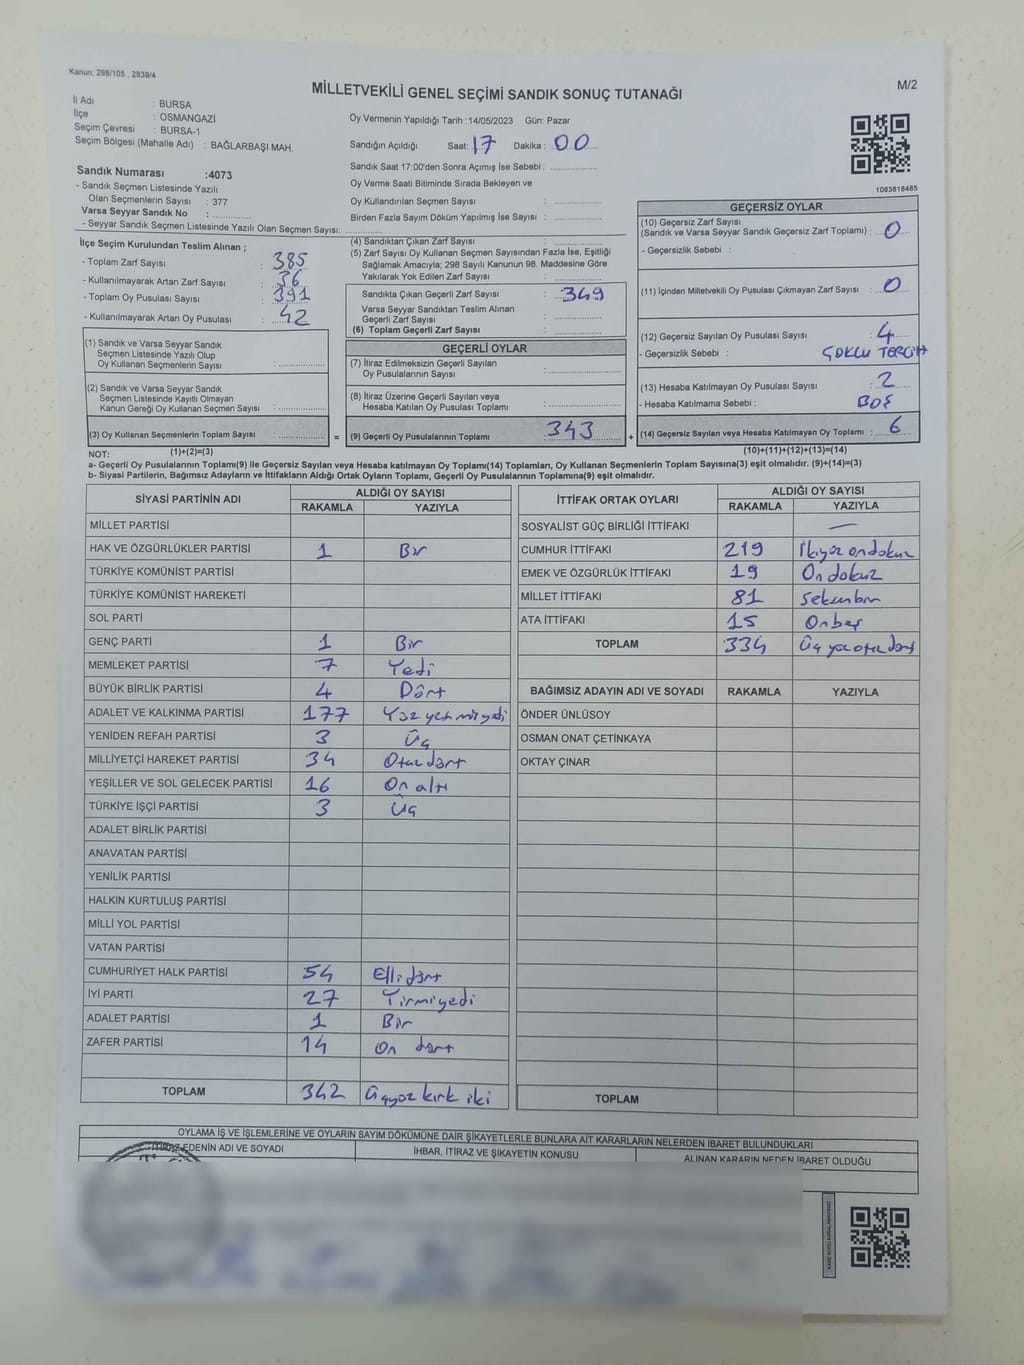 Kanun; 298/105 , 2839/4
M/2
MİLLETVEKİLİ GENEL SEÇİMİ SANDIK SONUÇ TUTANAĞI
İl Adı : BURSA
İlçe : OSMANGAZİ
Seçim Çevresi : BURSA-1
Seçim Bölgesi (Mahalle Adı) : BAĞLARBAŞI MAH.
Oy Vermenin Yapıldığı Tarih :14/05/2023 Gün: Pazar
Sandığın Açıldığı Saat: 17 Dakika : 00
Sandık Saat 17:00'den Sonra Açımış İse Sebebi :
Oy Verme Saati Bitiminde Sırada Bekleyen ve
Oy Kullandırılan Seçmen Sayısı :
Birden Fazla Sayım Döküm Yapılmış İse Sayısı :
1083818485
Sandık Numarası :4073
- Sandık Seçmen Listesinde Yazılı
Olan Seçmenlerin Sayısı : 377
Varsa Seyyar Sandık No :
- Seyyar Sandık Seçmen Listesinde Yazılı Olan Seçmen Sayısı:
İlçe Seçim Kurulundan Teslim Alınan ;
- Toplam Zarf Sayısı : 385
- Kullanılmayarak Artan Zarf Sayısı : 36
- Toplam Oy Pusulası Sayısı : 391
- Kullanılmayarak Artan Oy Pusulası : 42
(1) Sandık ve Varsa Seyyar Sandık
Seçmen Listesinde Yazılı Olup
Oy Kullanan Seçmenlerin Sayısı :
(2) Sandık ve Varsa Seyyar Sandık
Seçmen Listesinde Kayıtlı Olmayan
Kanun Gereği Oy Kullanan Seçmen Sayısı :
(3) Oy Kullanan Seçmenlerin Toplam Sayısı :
(4) Sandıktan Çıkan Zarf Sayısı :
(5) Zarf Sayısı Oy Kullanan Seçmen Sayısından Fazla İse, Eşitliği
Sağlamak Amacıyla; 298 Sayılı Kanunun 98. Maddesine Göre
Yakılarak Yok Edilen Zarf Sayısı :
Sandıkta Çıkan Geçerli Zarf Sayısı : 349
Varsa Seyyar Sandıktan Teslim Alınan
Geçerli Zarf Sayısı :
(6) Toplam Geçerli Zarf Sayısı :
GEÇERLİ OYLAR
(7) İtiraz Edilmeksizin Geçerli Sayılan
Oy Pusulalarının Sayısı :
(8) İtiraz Üzerine Geçerli Sayılan veya
Hesaba Katılan Oy Pusulası Toplamı :
= (9) Geçerli Oy Pusulalarının Toplamı : 343
GEÇERSİZ OYLAR
(10) Geçersiz Zarf Sayısı
(Sandık ve Varsa Seyyar Sandık Geçersiz Zarf Toplamı) : 0
- Geçersizlik Sebebi :
(11) İçinden Milletvekili Oy Pusulası Çıkmayan Zarf Sayısı : 0
(12) Geçersiz Sayılan Oy Pusulası Sayısı : 4
- Geçersizlik Sebebi : ÇOKLU TERCİH
(13) Hesaba Katılmayan Oy Pusulası Sayısı : 2
- Hesaba Katılmama Sebebi : BOŞ
+ (14) Geçersiz Sayılan veya Hesaba Katılmayan Oy Toplamı : 6
NOT: (1)+(2)=(3)
(10)+(11)+(12)+(13)=(14)
a- Geçerli Oy Pusulalarının Toplamı(9) ile Geçersiz Sayılan veya Hesaba katılmayan Oy Toplamı(14) Toplamları, Oy Kullanan Seçmenlerin Toplam Sayısına(3) eşit olmalıdır. (9)+(14)=(3)
b- Siyasi Partilerin, Bağımsız Adayların ve İttifakların Aldığı Ortak Oyların Toplamı, Geçerli Oy Pusulalarının Toplamına(9) eşit olmalıdır.
SİYASİ PARTİNİN ADI ALDIĞI OY SAYISI
RAKAMLA YAZIYLA
MİLLET PARTİSİ
HAK VE ÖZGÜRLÜKLER PARTİSİ 1 Bir
TÜRKİYE KOMÜNİST PARTİSİ
TÜRKİYE KOMÜNİST HAREKETİ
SOL PARTİ
GENÇ PARTİ 1 Bir
MEMLEKET PARTİSİ 7 Yedi
BÜYÜK BİRLİK PARTİSİ 4 Dört
ADALET VE KALKINMA PARTİSİ 177 Yüz yetmişyedi
YENİDEN REFAH PARTİSİ 3 Üç
MİLLİYETÇİ HAREKET PARTİSİ 34 Otuz dört
YEŞİLLER VE SOL GELECEK PARTİSİ 16 On altı
TÜRKİYE İŞÇİ PARTİSİ 3 Üç
ADALET BİRLİK PARTİSİ
ANAVATAN PARTİSİ
YENİLİK PARTİSİ
HALKIN KURTULUŞ PARTİSİ
MİLLİ YOL PARTİSİ
VATAN PARTİSİ
CUMHURİYET HALK PARTİSİ 54 Elli dört
İYİ PARTİ 27 Yirmiyedi
ADALET PARTİSİ 1 Bir
ZAFER PARTİSİ 14 On dört
TOPLAM 342 Üçyüz kırk iki
İTTİFAK ORTAK OYLARI ALDIĞI OY SAYISI
RAKAMLA YAZIYLA
SOSYALİST GÜÇ BİRLİĞİ İTTİFAKI —
CUMHUR İTTİFAKI 219 İkiyüz ondokuz
EMEK VE ÖZGÜRLÜK İTTİFAKI 19 Ondokuz
MİLLET İTTİFAKI 81 Seksenbir
ATA İTTİFAKI 15 Onbeş
TOPLAM 334 Üç yüz otuz dört
BAĞIMSIZ ADAYIN ADI VE SOYADI RAKAMLA YAZIYLA
ÖNDER ÜNLÜSOY
OSMAN ONAT ÇETİNKAYA
OKTAY ÇINAR
TOPLAM
OYLAMA İŞ VE İŞLEMLERİNE VE OYLARIN SAYIM DÖKÜMÜNE DAİR ŞİKAYETLERLE BUNLARA AİT KARARLARIN NELERDEN İBARET BULUNDUKLARI
İTİRAZ EDENİN ADI VE SOYADI
İHBAR, İTİRAZ VE ŞİKAYETİN KONUSU
ALINAN KARARIN NEDEN İBARET OLDUĞU